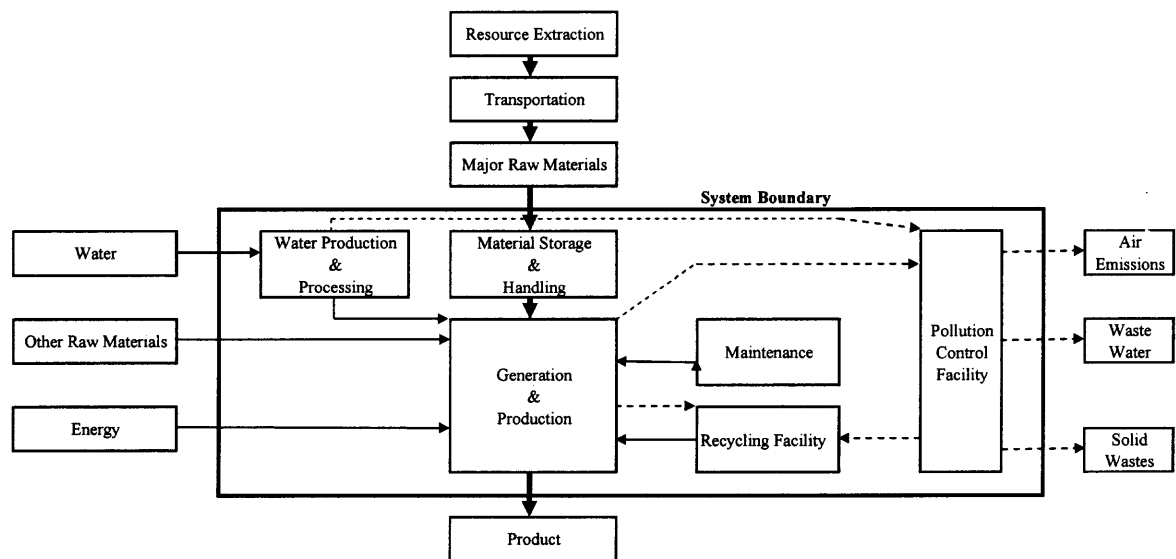 Resource Extraction
Transportation
Major Raw Materials
System Boundary
Water
Water Production
&
Processing
Material Storage
&
Handling
Air
Emissions
Other Raw Materials
Generation
&
Production
Maintenance
Pollution
Control
Facility
Waste
Water
Energy
Recycling Facility
Solid
Wastes
Product